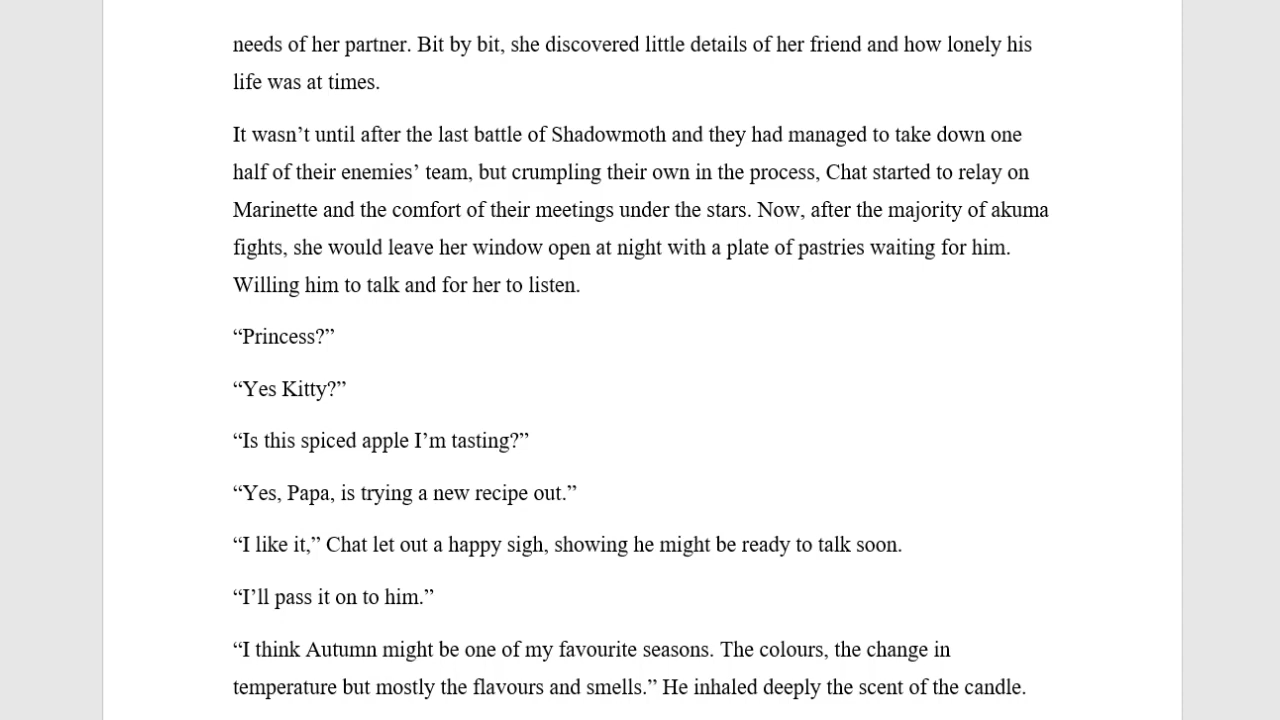 needs of her partner. Bit by bit, she discovered little details of her friend and how lonely his
life was at times.
It wasn’t until after the last battle of Shadowmoth and they had managed to take down one
half of their enemies’ team, but crumpling their own in the process, Chat started to relay on
Marinette and the comfort of their meetings under the stars. Now, after the majority of akuma
fights, she would leave her window open at night with a plate of pastries waiting for him.
Willing him to talk and for her to listen.
“Princess?”
“Yes Kitty?”
“Is this spiced apple I’m tasting?”
“Yes, Papa, is trying a new recipe out.”
“I like it,” Chat let out a happy sigh, showing he might be ready to talk soon.
“I’ll pass it on to him.”
“I think Autumn might be one of my favourite seasons. The colours, the change in
temperature but mostly the flavours and smells.” He inhaled deeply the scent of the candle.